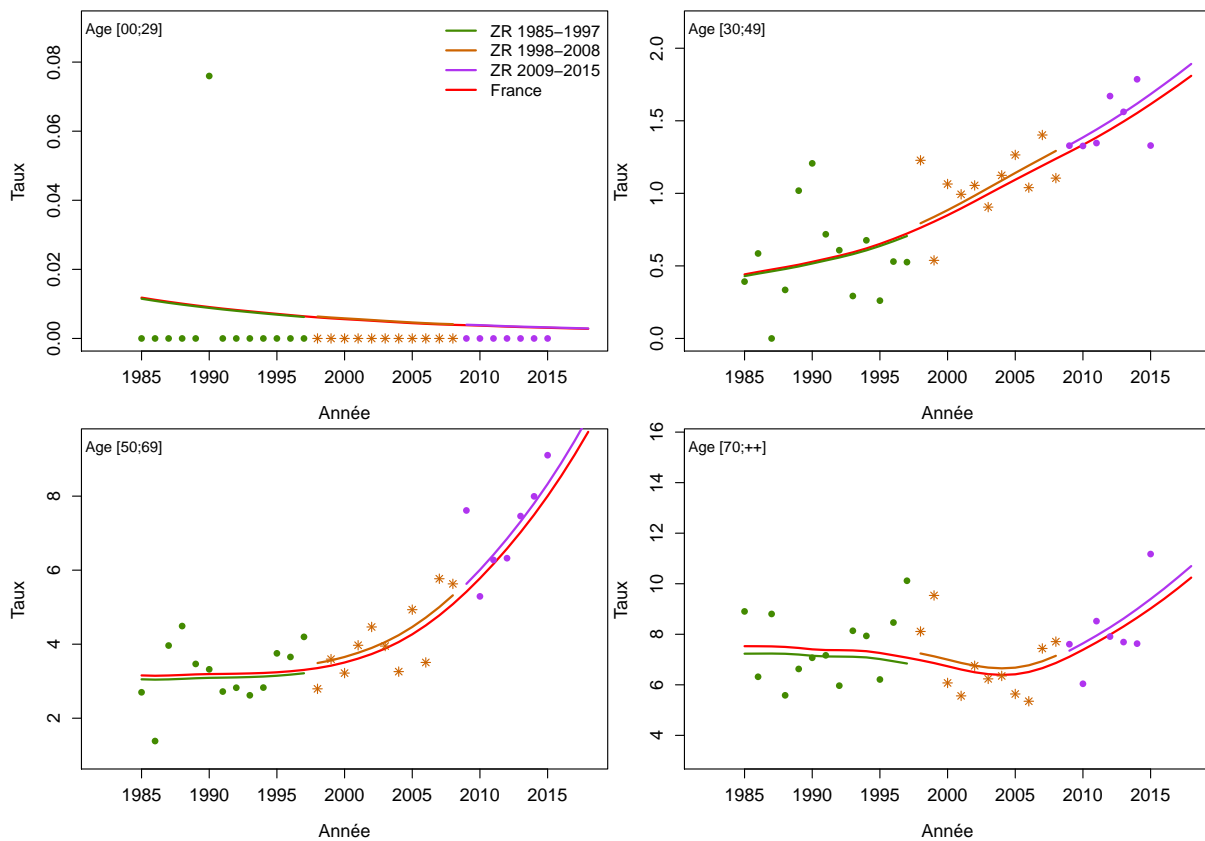 Age [00;29]
ZR 1985−1997
ZR 1998−2008
ZR 2009−2015
France
Taux
0.08
0.06
0.04
0.02
0.00
1985 1990 1995 2000 2005 2010 2015
Année
Age [30;49]
Taux
2.0
1.5
1.0
0.5
0.0
1985 1990 1995 2000 2005 2010 2015
Année
Age [50;69]
Taux
8
6
4
2
1985 1990 1995 2000 2005 2010 2015
Année
Age [70;++]
Taux
16
14
12
10
8
6
4
1985 1990 1995 2000 2005 2010 2015
Année